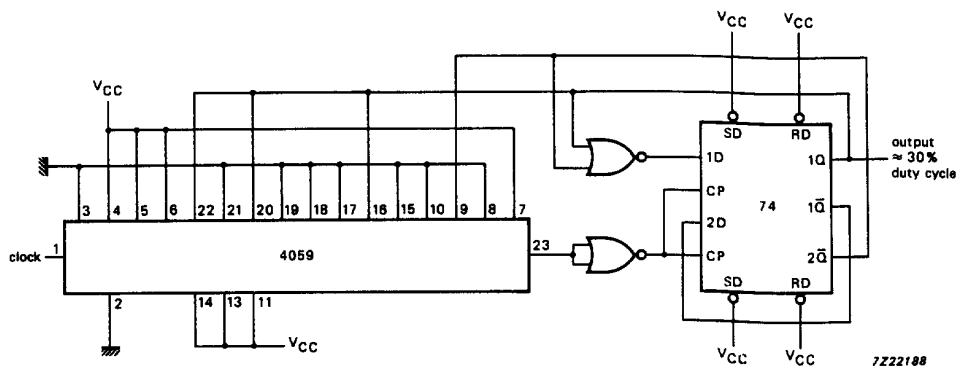 VCC VCC
VCC
SD RD
1D 1Q output
≈ 30%
duty cycle
CP
2D 74 1Q̅
CP 2Q̅
SD RD
VCC VCC
3 4 5 6 22 21 20 19 18 17 16 15 10 9 8 7
clock 1 4059 23
2 14 13 11
VCC
7Z22188